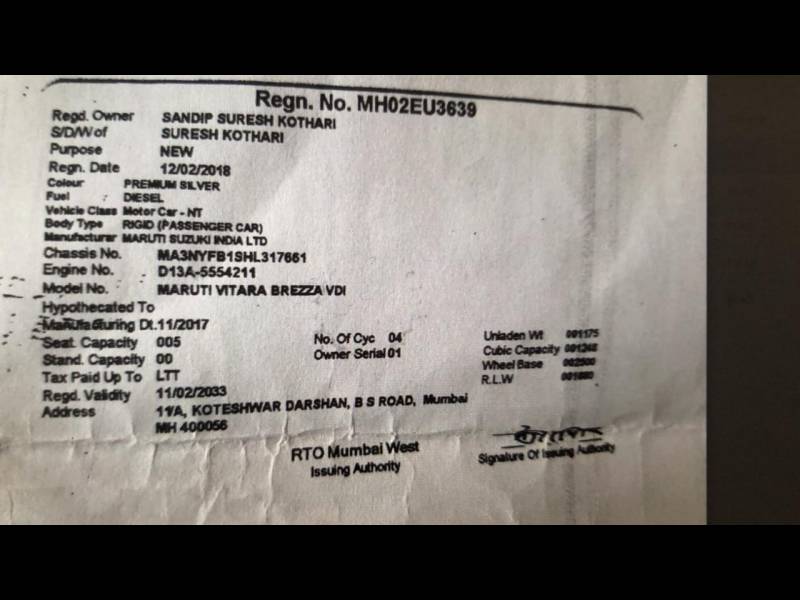 Regn. No. MH02EU3639
Regd. Owner SANDIP SURESH KOTHARI
S/D/W of SURESH KOTHARI
Purpose NEW
Regn. Date 12/02/2018
Colour PREMIUM SILVER
Fuel : DIESEL
Vehicle Class Motor Car - NT
Body Type RIGID (PASSENGER CAR)
Manufacturer MARUTI SUZUKI INDIA LTD
Chassis No. MA3NYFB1SHL317661
Engine No. D13A-5554211
Model No. MARUTI VITARA BREZZA VDI
Hypothecated To
Manufacturing Dt. 11/2017
Seat. Capacity 005 No. Of Cyc 04 Unladen Wt 001175
Stand. Capacity 00 Owner Serial 01 Cubic Capacity 001248
Tax Paid Up To LTT Wheel Base 002500
Regd. Validity 11/02/2033 R.L.W
Address 11/A, KOTESHWAR DARSHAN, B S ROAD, Mumbai
MH 400056
RTO Mumbai West
Issuing Authority
Signature Of Issuing Authority